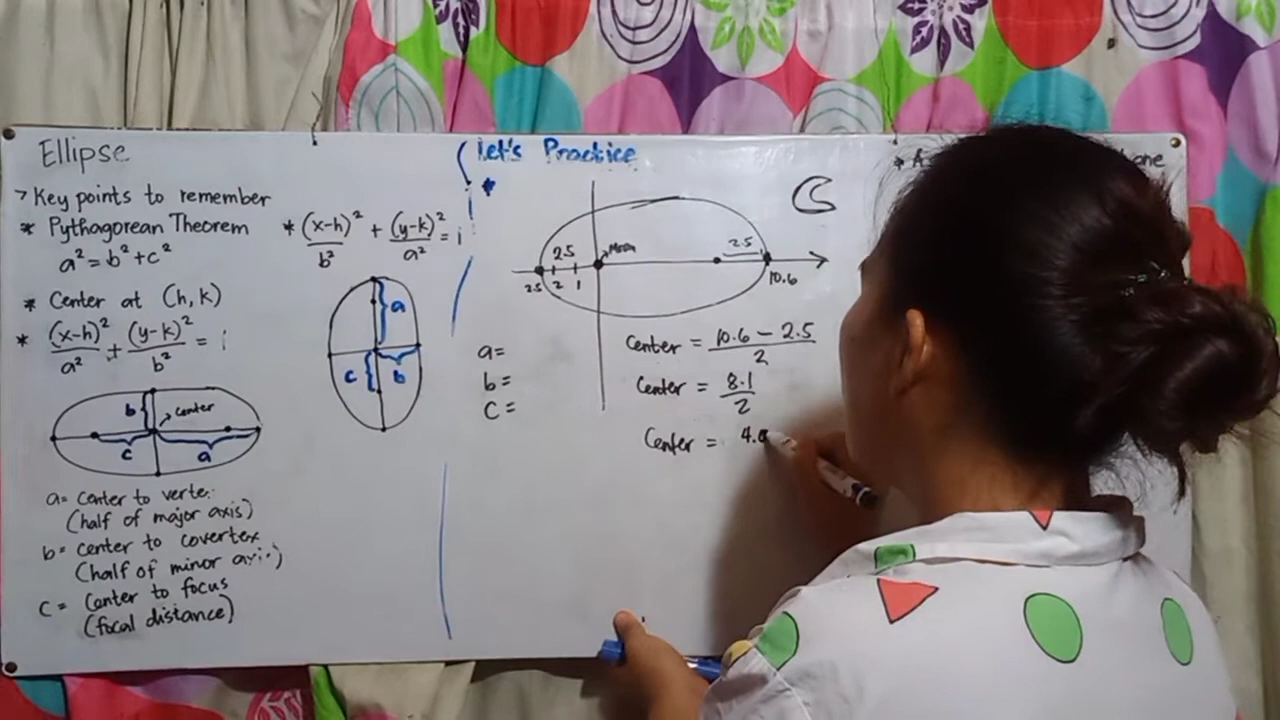 Ellipse
> Key points to remember
* Pythagorean Theorem
a² = b² + c²
* Center at (h, k)
* (x-h)²/a² + (y-k)²/b² = 1
b
Center
c
a
a = Center to verte
(half of major axis)
b = center to covertex
(half of minor axis)
c = Center to focus
(focal distance)
* (x-h)²/b² + (y-k)²/a² = 1
a
c
b
Let's Practice
*
2.5
2.5
2.5 2 1
10.6
a =
b =
c =
Center = 10.6 - 2.5 / 2
Center = 8.1 / 2
Center = 4.0
* A